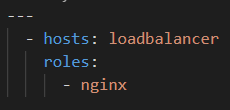 ---
- hosts: loadbalancer
roles:
- nginx